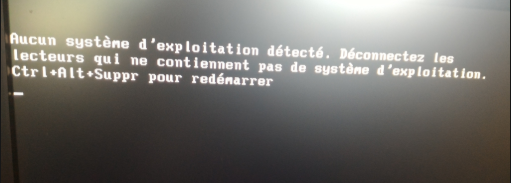 Aucun système d'exploitation détecté. Déconnectez les
lecteurs qui ne contiennent pas de système d'exploitation.
Ctrl+Alt+Suppr pour redémarrer